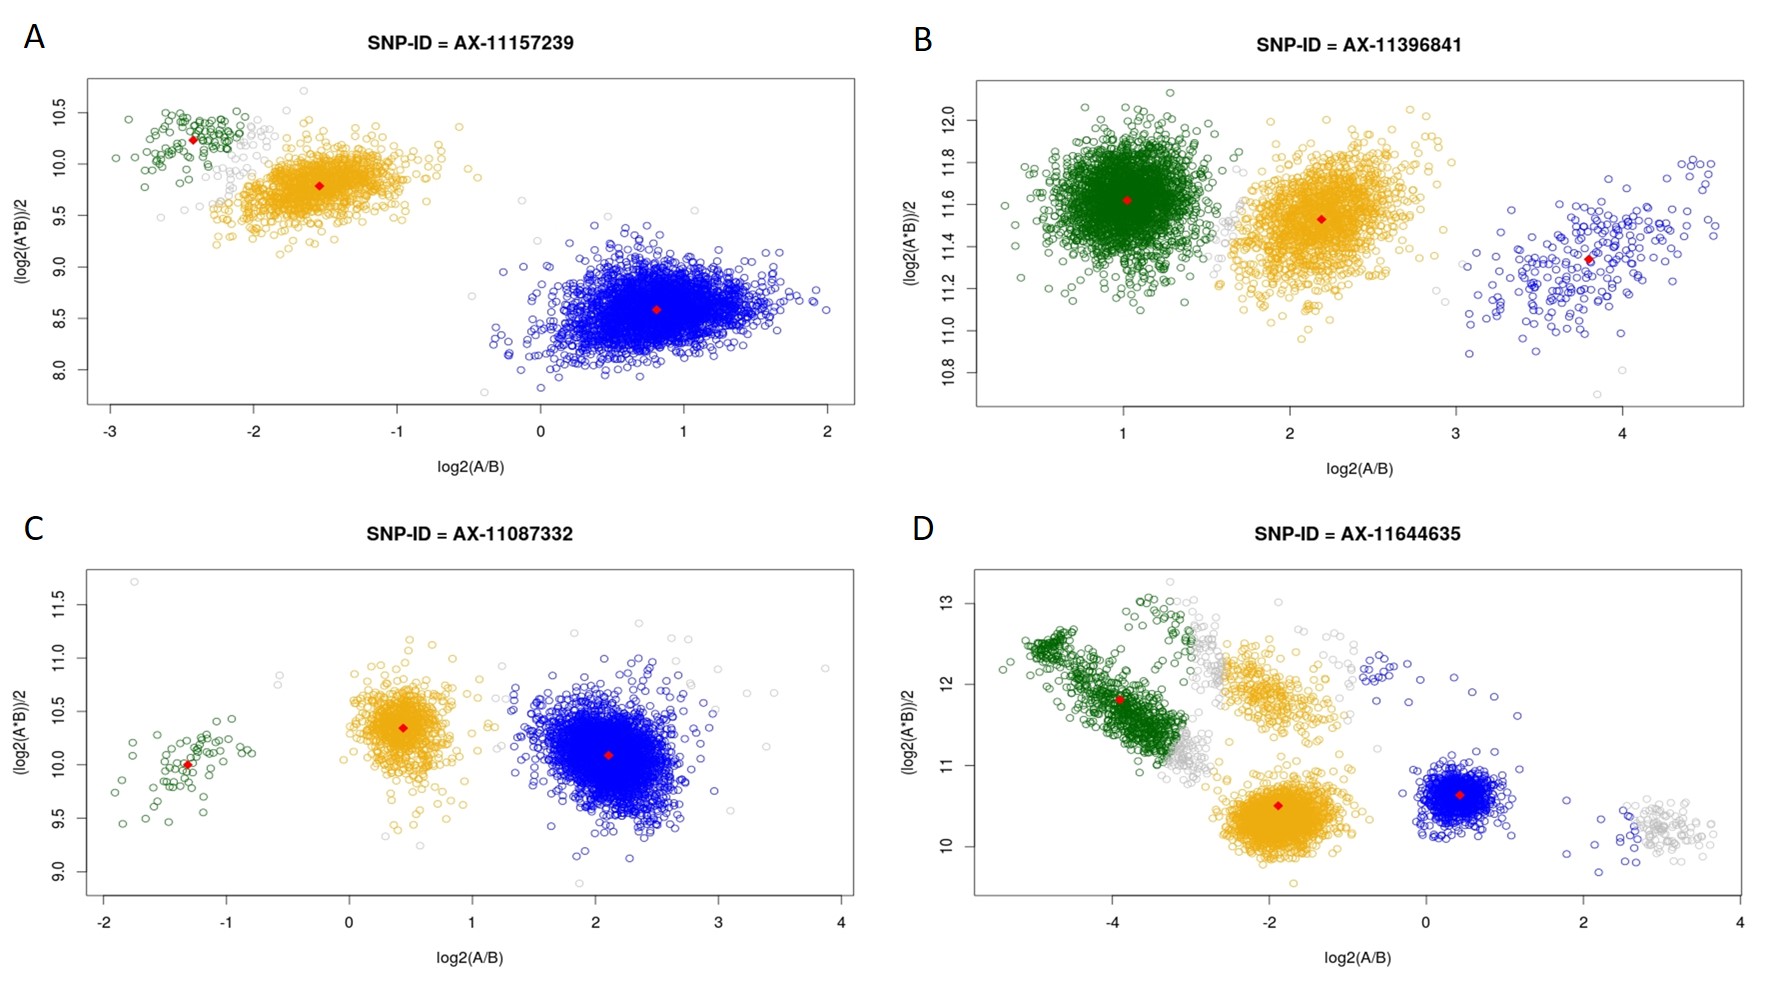 A
SNP-ID = AX-11157239
(log2(A*B))/2
10.5
10.0
9.5
9.0
8.5
8.0
-3 -2 -1 0 1 2
log2(A/B)
B
SNP-ID = AX-11396841
(log2(A*B))/2
12.0
11.8
11.6
11.4
11.2
11.0
10.8
1 2 3 4
log2(A/B)
C
SNP-ID = AX-11087332
(log2(A*B))/2
11.5
11.0
10.5
10.0
9.5
9.0
-2 -1 0 1 2 3 4
log2(A/B)
D
SNP-ID = AX-11644635
(log2(A*B))/2
13
12
11
10
-4 -2 0 2 4
log2(A/B)